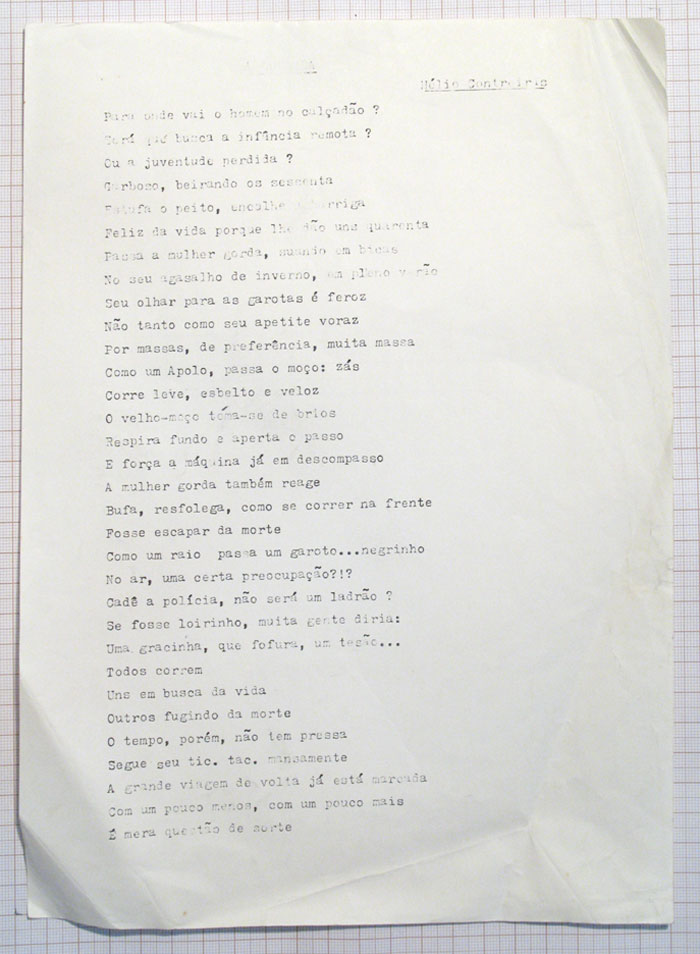 Hélio Contreiras
Para onde vai o homem no calçadão ?
Será que busca a infância remota ?
Ou a juventude perdida ?
Garboso, beirando os sessenta
Estufa o peito, encolhe a barriga
Feliz da vida porque lhe dão uns quarenta
Passa a mulher gorda, suando em bicas
No seu agasalho de inverno, em pleno verão
Seu olhar para as garotas é feroz
Não tanto como seu apetite voraz
Por massas, de preferência, muita massa
Como um Apolo, passa o moço: zás
Corre leve, esbelto e veloz
O velho-moço toma-se de brios
Respira fundo e aperta o passo
E força a máquina já em descompasso
A mulher gorda também reage
Bufa, resfolega, como se correr na frente
Fosse escapar da morte
Como um raio passa um garoto...negrinho
No ar, uma certa preocupação?!?
Cadê a polícia, não será um ladrão ?
Se fosse loirinho, muita gente diria:
Uma gracinha, que fofura, um tesão...
Todos correm
Uns em busca da vida
Outros fugindo da morte
O tempo, porém, não tem pressa
Segue seu tic. tac. mansamente
A grande viagem de volta já está marcada
Com um pouco menos, com um pouco mais
É mera questão de sorte